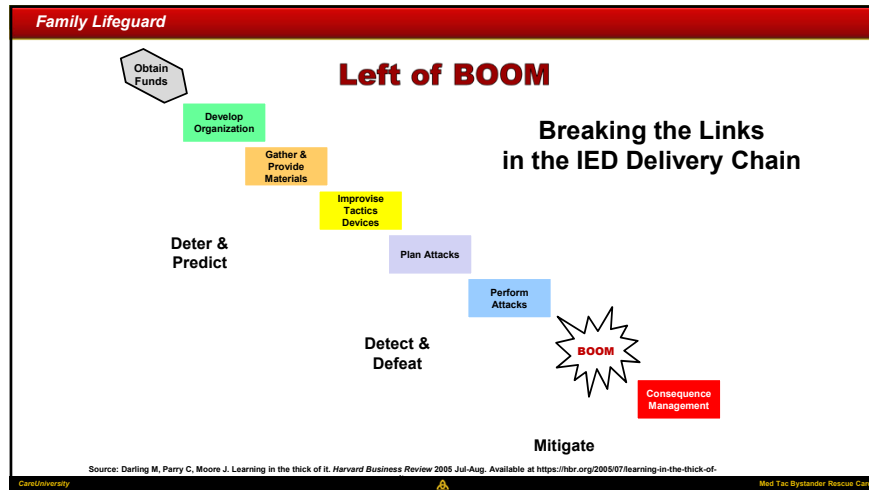 Family Lifeguard
Obtain
Funds
Left of BOOM
Develop
Organization
Breaking the Links
in the IED Delivery Chain
Gather &
Provide
Materials
Improvise
Tactics
Devices
Deter &
Predict
Plan Attacks
Perform
Attacks
Detect &
Defeat
BOOM
Consequence
Management
Mitigate
Source: Darling M, Parry C, Moore J. Learning in the thick of it. Harvard Business Review 2005 Jul-Aug. Available at https://hbr.org/2005/07/learning-in-the-thick-of-
CareUniversity
Med Tac Bystander Rescue Care